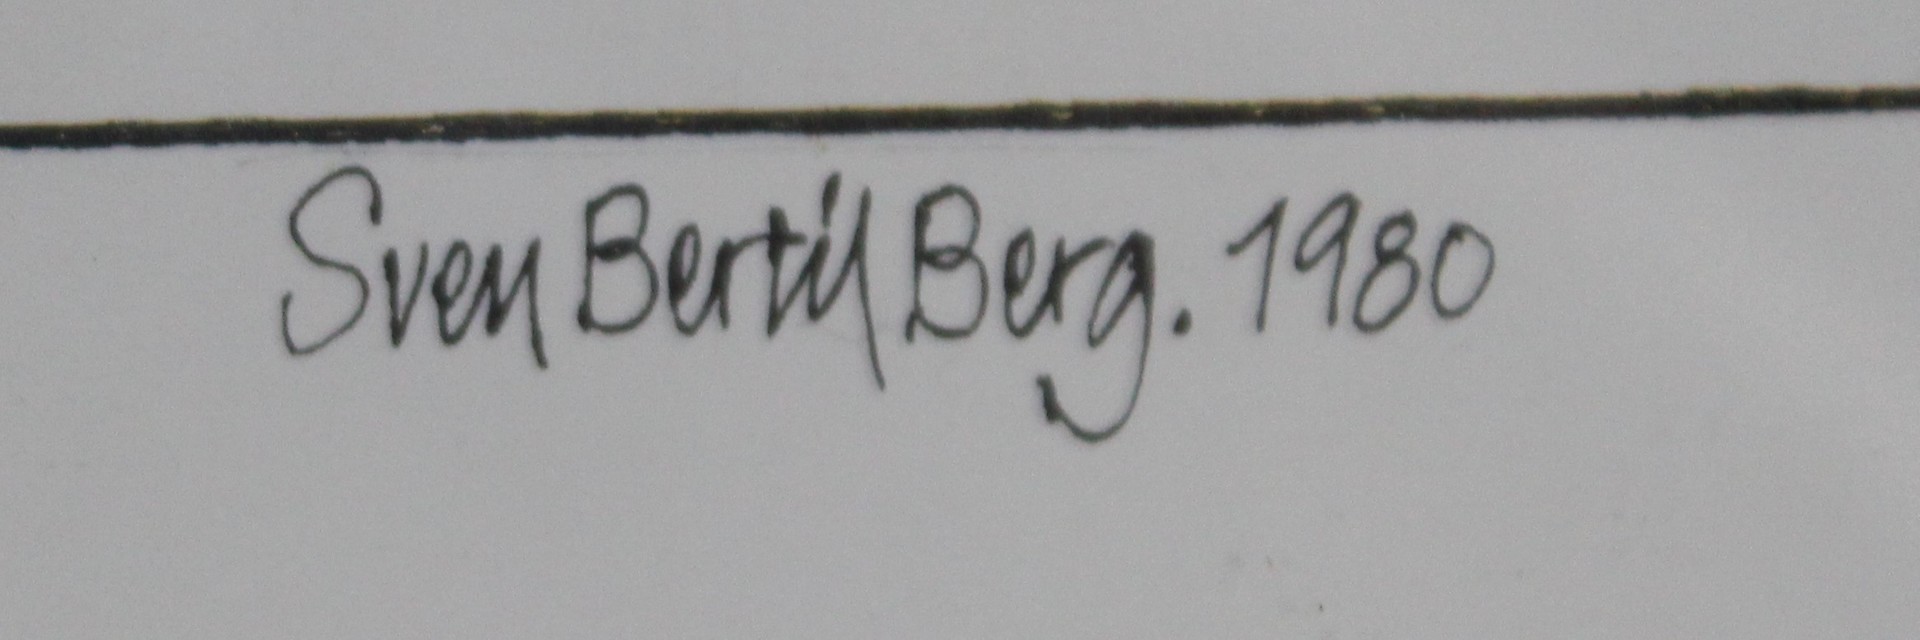 Sven Bertil Berg. 1980